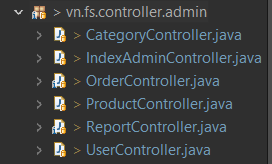 > vn.fs.controller.admin
> CategoryController.java
> IndexAdminController.java
> OrderController.java
> ProductController.java
> ReportController.java
> UserController.java